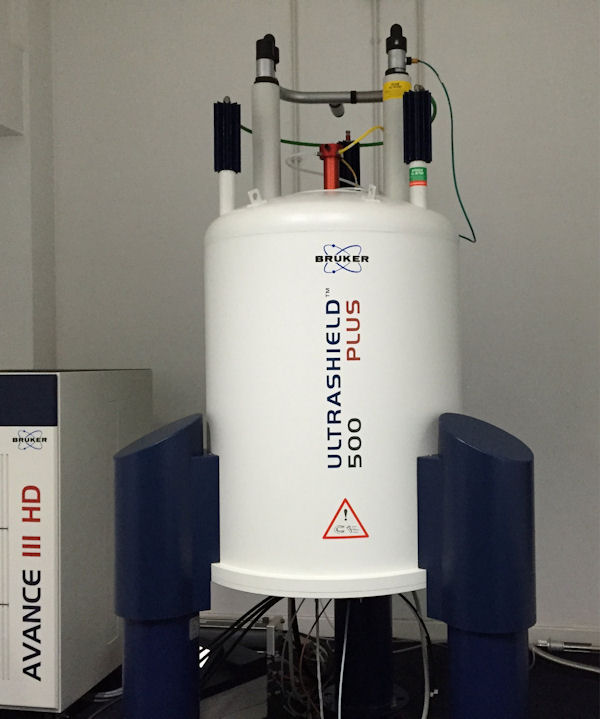 BRUKER
ULTRASHIELD™
500 PLUS
BRUKER
AVANCE III HD